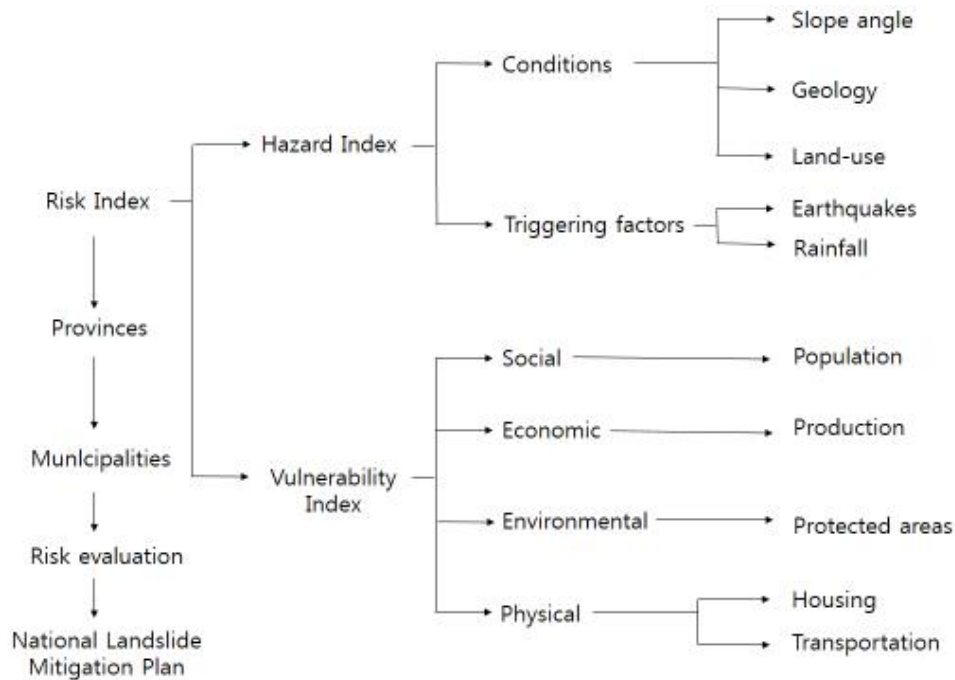 Slope angle
Conditions
Geology
Hazard Index
Land-use
Risk Index
Earthquakes
Triggering factors
Rainfall
Provinces
Social
Population
Economic
Production
Munlcipalities
Vulnerability
Index
Environmental
Protected areas
Risk evaluation
Physical
Housing
Transportation
National Landslide
Mitigation Plan